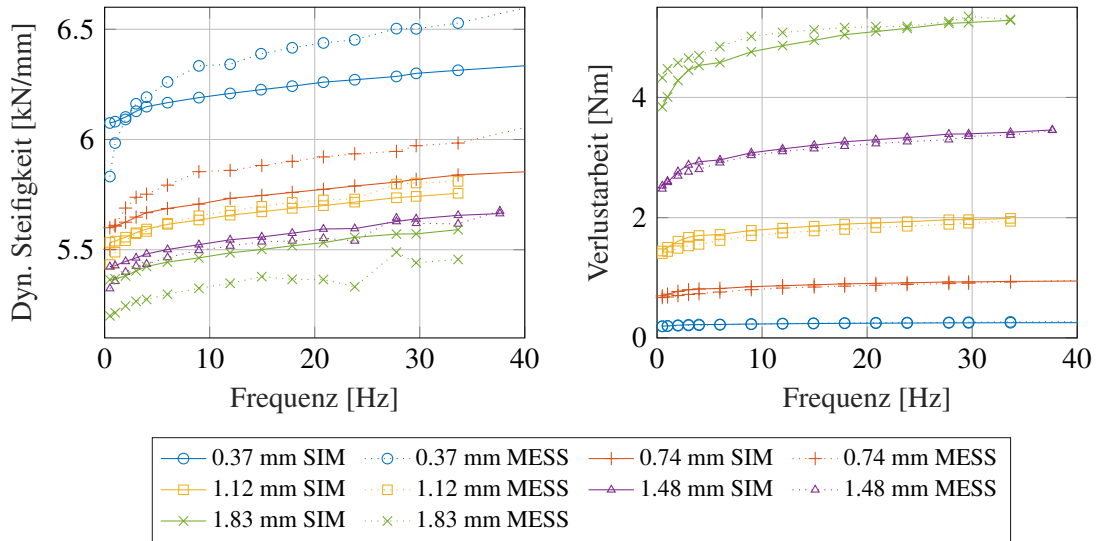 6.5
6
5.5
Dyn. Steifigkeit [kN/mm]
0 10 20 30 40
Frequenz [Hz]
4
2
0
Verlustarbeit [Nm]
0 10 20 30 40
Frequenz [Hz]
0.37 mm SIM 0.37 mm MESS 0.74 mm SIM 0.74 mm MESS
1.12 mm SIM 1.12 mm MESS 1.48 mm SIM 1.48 mm MESS
1.83 mm SIM 1.83 mm MESS